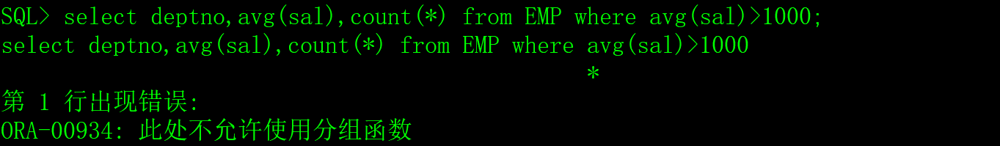 SQL> select deptno,avg(sal),count(*) from EMP where avg(sal)>1000;
select deptno,avg(sal),count(*) from EMP where avg(sal)>1000
*
第 1 行出现错误:
ORA-00934: 此处不允许使用分组函数